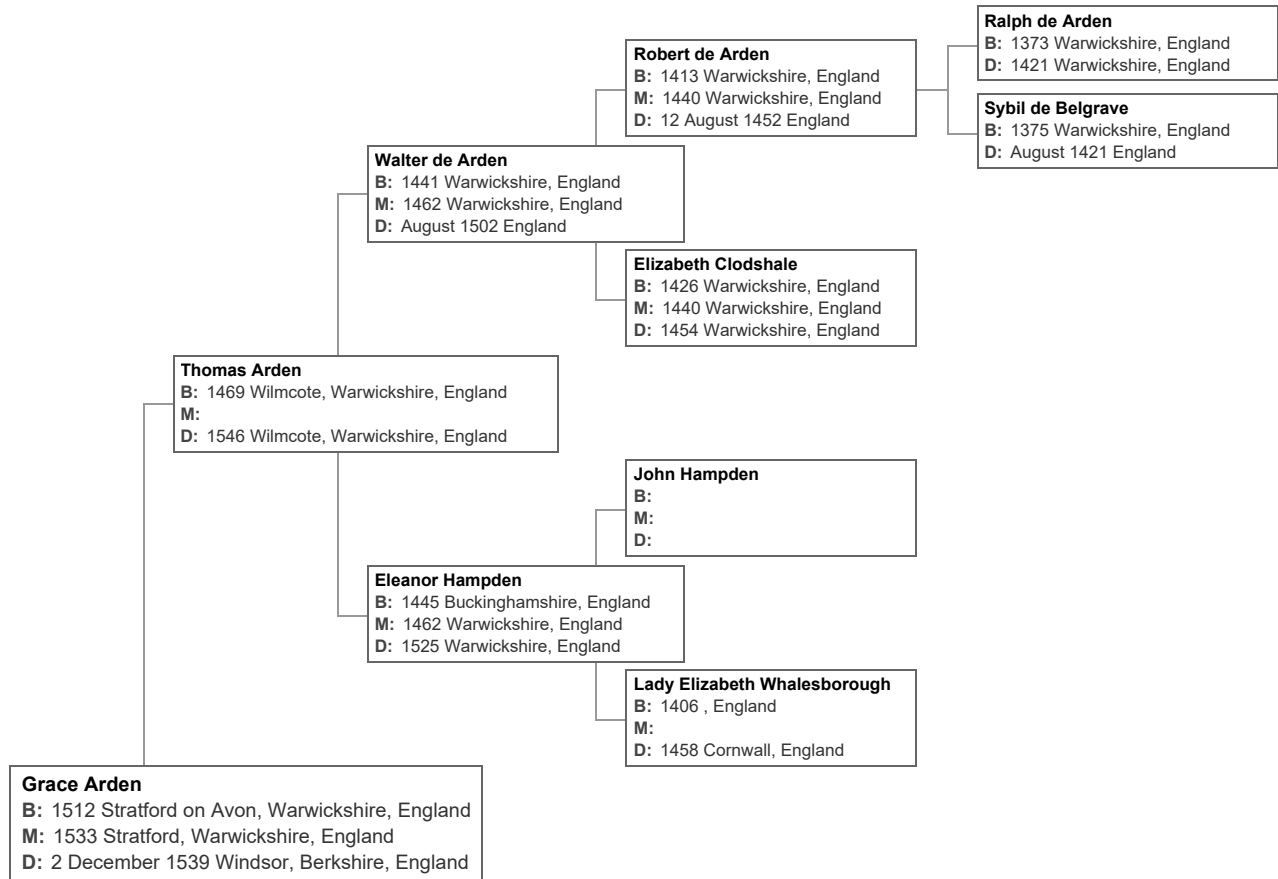 Ralph de Arden
B: 1373 Warwickshire, England
D: 1421 Warwickshire, England
Robert de Arden
B: 1413 Warwickshire, England
M: 1440 Warwickshire, England
D: 12 August 1452 England
Sybil de Belgrave
B: 1375 Warwickshire, England
D: August 1421 England
Walter de Arden
B: 1441 Warwickshire, England
M: 1462 Warwickshire, England
D: August 1502 England
Elizabeth Clodshale
B: 1426 Warwickshire, England
M: 1440 Warwickshire, England
D: 1454 Warwickshire, England
Thomas Arden
B: 1469 Wilmcote, Warwickshire, England
M:
D: 1546 Wilmcote, Warwickshire, England
John Hampden
B:
M:
D:
Eleanor Hampden
B: 1445 Buckinghamshire, England
M: 1462 Warwickshire, England
D: 1525 Warwickshire, England
Lady Elizabeth Whalesborough
B: 1406 , England
M:
D: 1458 Cornwall, England
Grace Arden
B: 1512 Stratford on Avon, Warwickshire, England
M: 1533 Stratford, Warwickshire, England
D: 2 December 1539 Windsor, Berkshire, England